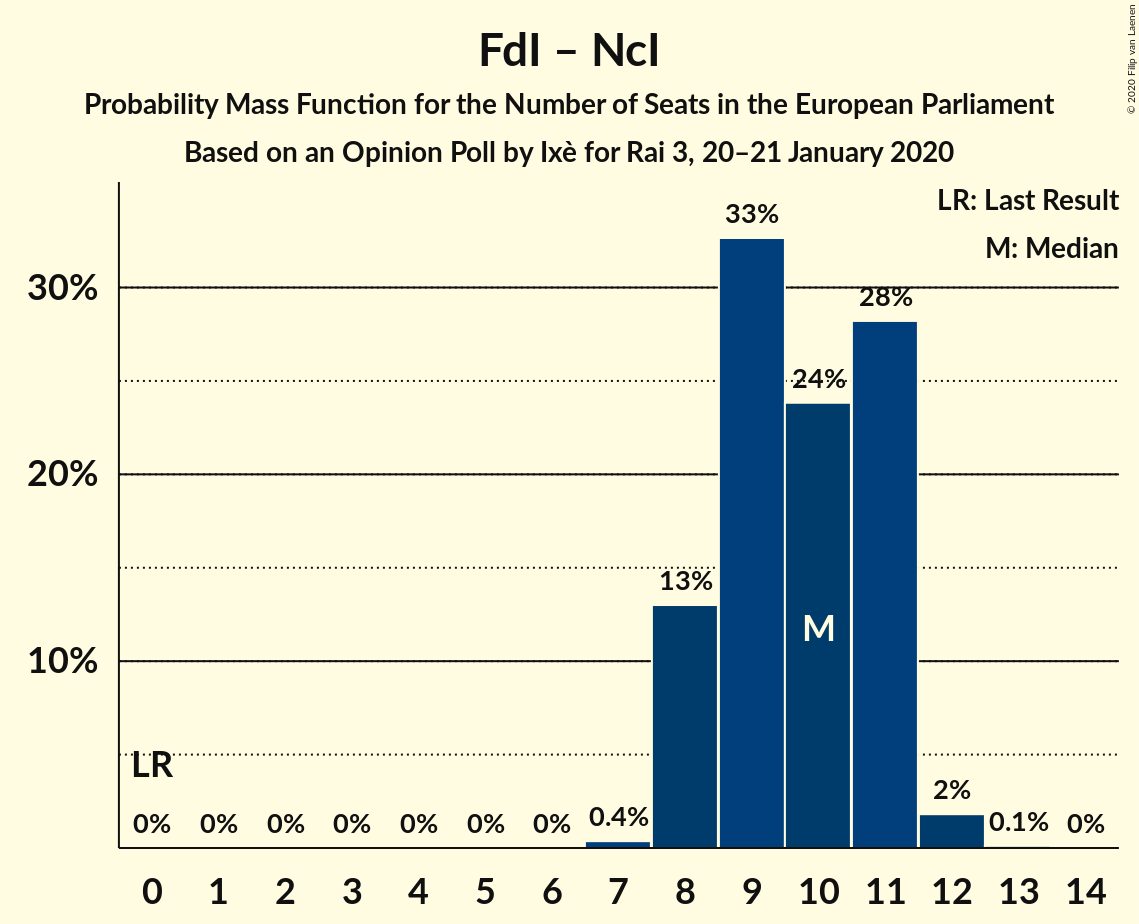 FdI – NcI
Probability Mass Function for the Number of Seats in the European Parliament
Based on an Opinion Poll by Ixè for Rai 3, 20–21 January 2020
© 2020 Filip van Laenen
LR: Last Result
M: Median
30%
20%
10%
33%
28%
24%
13%
M
LR
0% 0% 0% 0% 0% 0% 0% 0.4% 2% 0.1% 0%
0 1 2 3 4 5 6 7 8 9 10 11 12 13 14